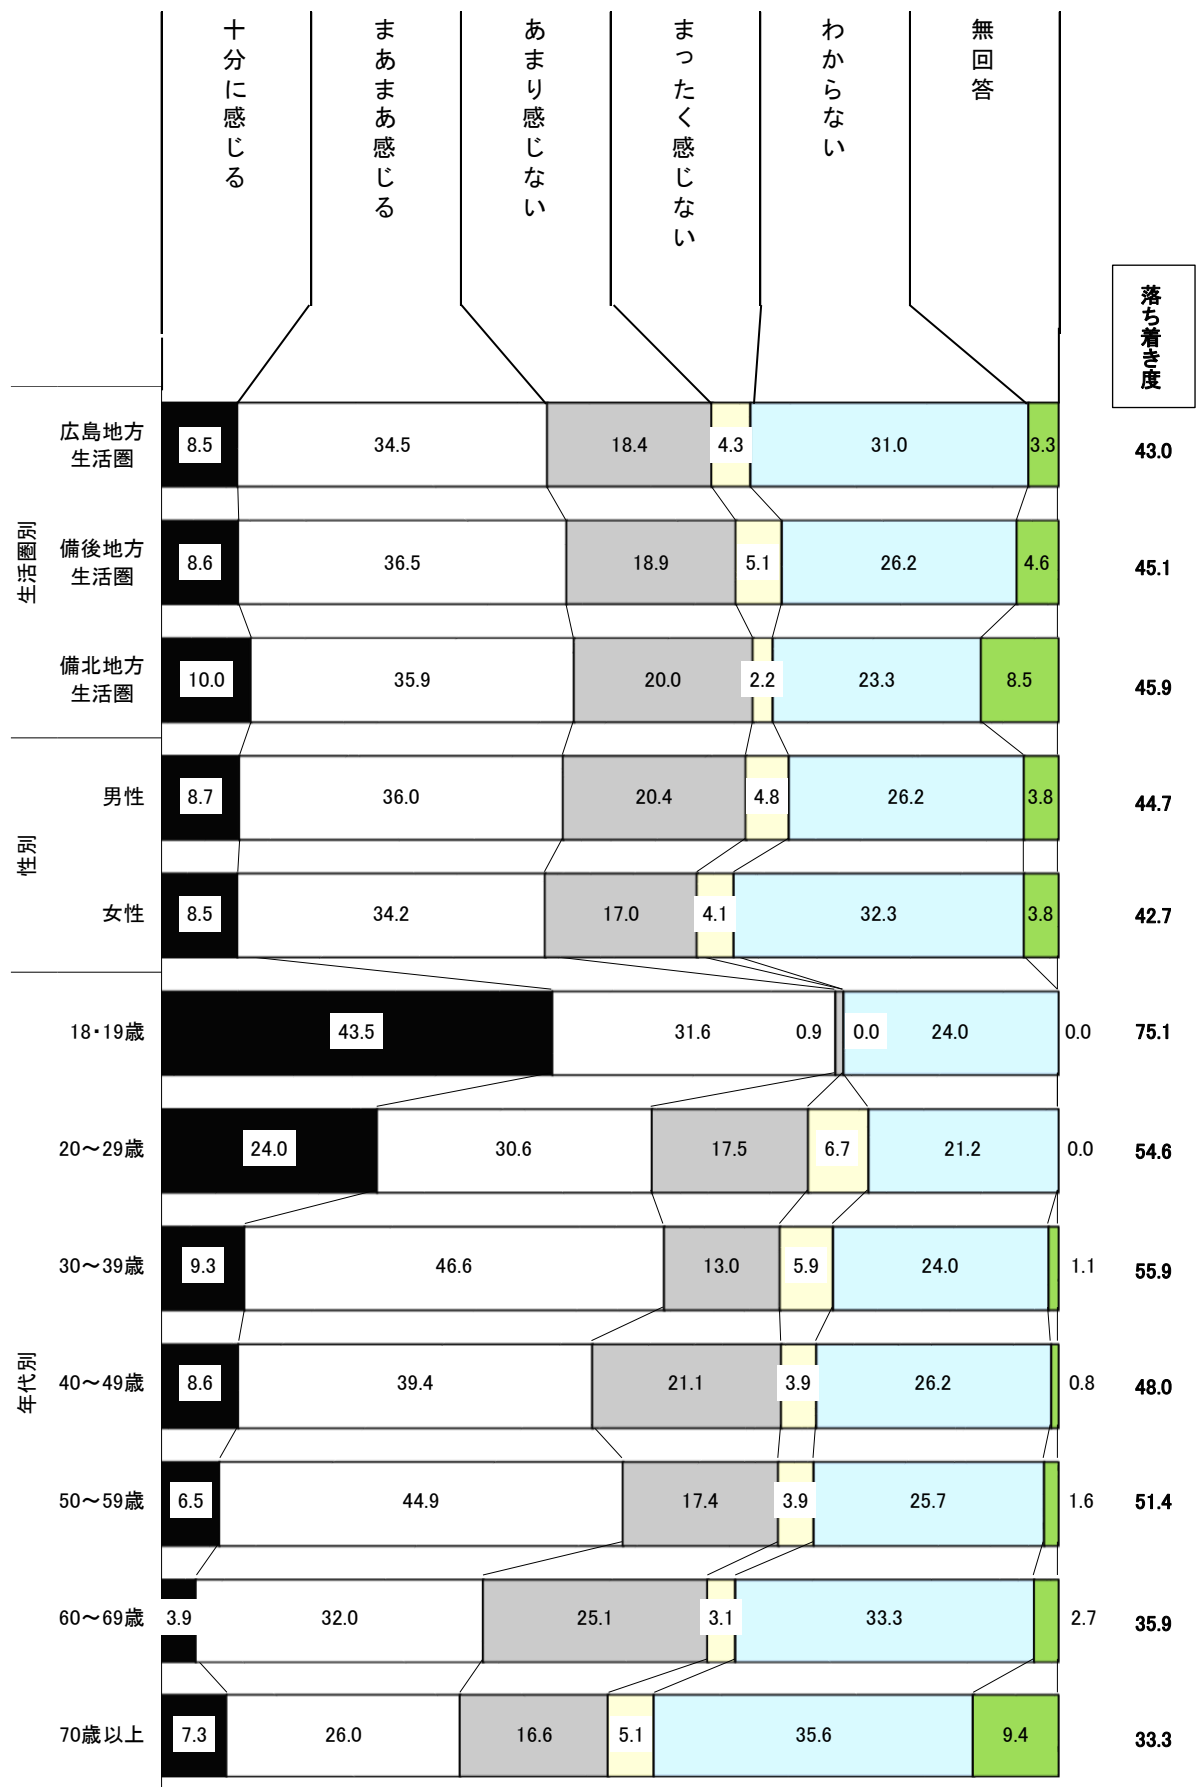 十分に感じる
まあまあ感じる
あまり感じない
まったく感じない
わからない
無回答
落ち着き度
生活圏別
広島地方
生活圏
8.5 34.5 18.4 4.3 31.0 3.3 43.0
備後地方
生活圏
8.6 36.5 18.9 5.1 26.2 4.6 45.1
備北地方
生活圏
10.0 35.9 20.0 2.2 23.3 8.5 45.9
性別
男性 8.7 36.0 20.4 4.8 26.2 3.8 44.7
女性 8.5 34.2 17.0 4.1 32.3 3.8 42.7
年代別
18・19歳 43.5 31.6 0.9 0.0 24.0 0.0 75.1
20～29歳 24.0 30.6 17.5 6.7 21.2 0.0 54.6
30～39歳 9.3 46.6 13.0 5.9 24.0 1.1 55.9
40～49歳 8.6 39.4 21.1 3.9 26.2 0.8 48.0
50～59歳 6.5 44.9 17.4 3.9 25.7 1.6 51.4
60～69歳 3.9 32.0 25.1 3.1 33.3 2.7 35.9
70歳以上 7.3 26.0 16.6 5.1 35.6 9.4 33.3